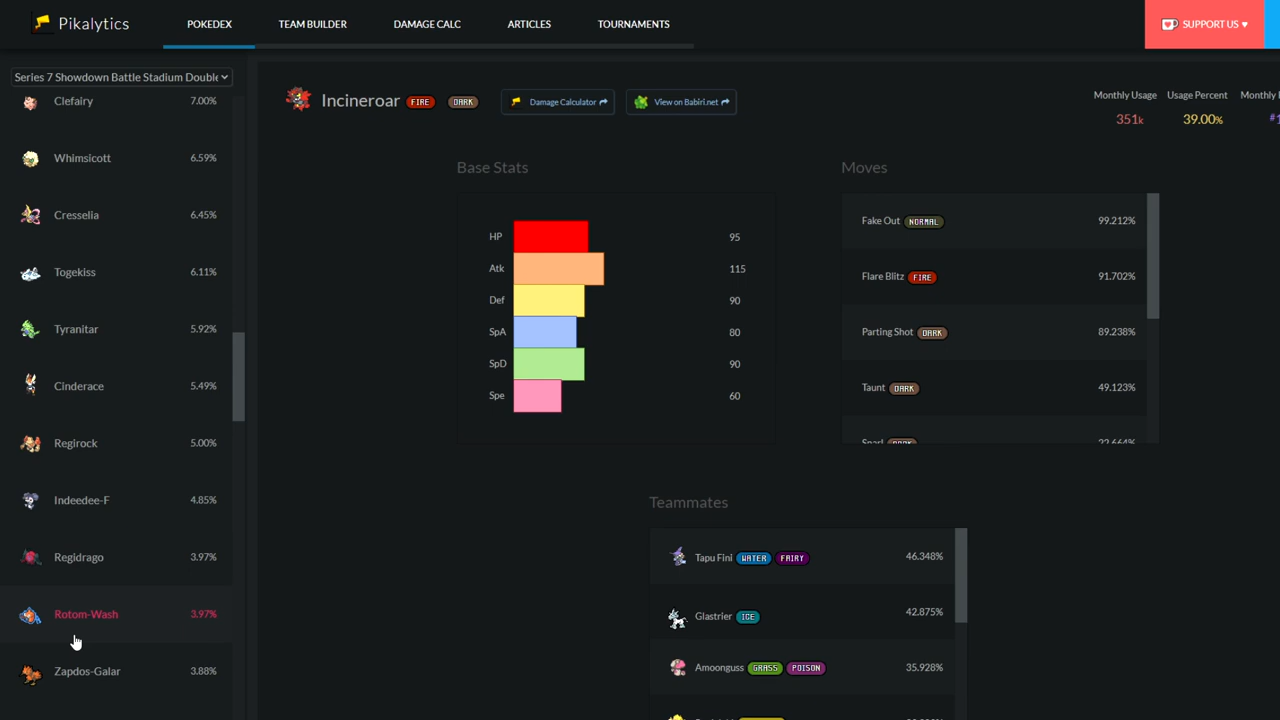 Pikalytics
POKEDEX
TEAM BUILDER
DAMAGE CALC
ARTICLES
TOURNAMENTS
SUPPORT US ♥
Series 7 Showdown Battle Stadium Double
Clefairy 7.00%
Whimsicott 6.59%
Cresselia 6.45%
Togekiss 6.11%
Tyranitar 5.92%
Cinderace 5.49%
Regirock 5.00%
Indeedee-F 4.85%
Regidrago 3.97%
Rotom-Wash 3.97%
Zapdos-Galar 3.88%
Incineroar FIRE DARK
Damage Calculator
View on Babiri.net
Monthly Usage
351k
Usage Percent
39.00%
Monthly
#1
Base Stats
HP 95
Atk 115
Def 90
SpA 80
SpD 90
Spe 60
Moves
Fake Out NORMAL 99.212%
Flare Blitz FIRE 91.702%
Parting Shot DARK 89.238%
Taunt DARK 49.123%
Snarl DARK 22.664%
Teammates
Tapu Fini WATER FAIRY 46.348%
Glastrier ICE 42.875%
Amoonguss GRASS POISON 35.928%